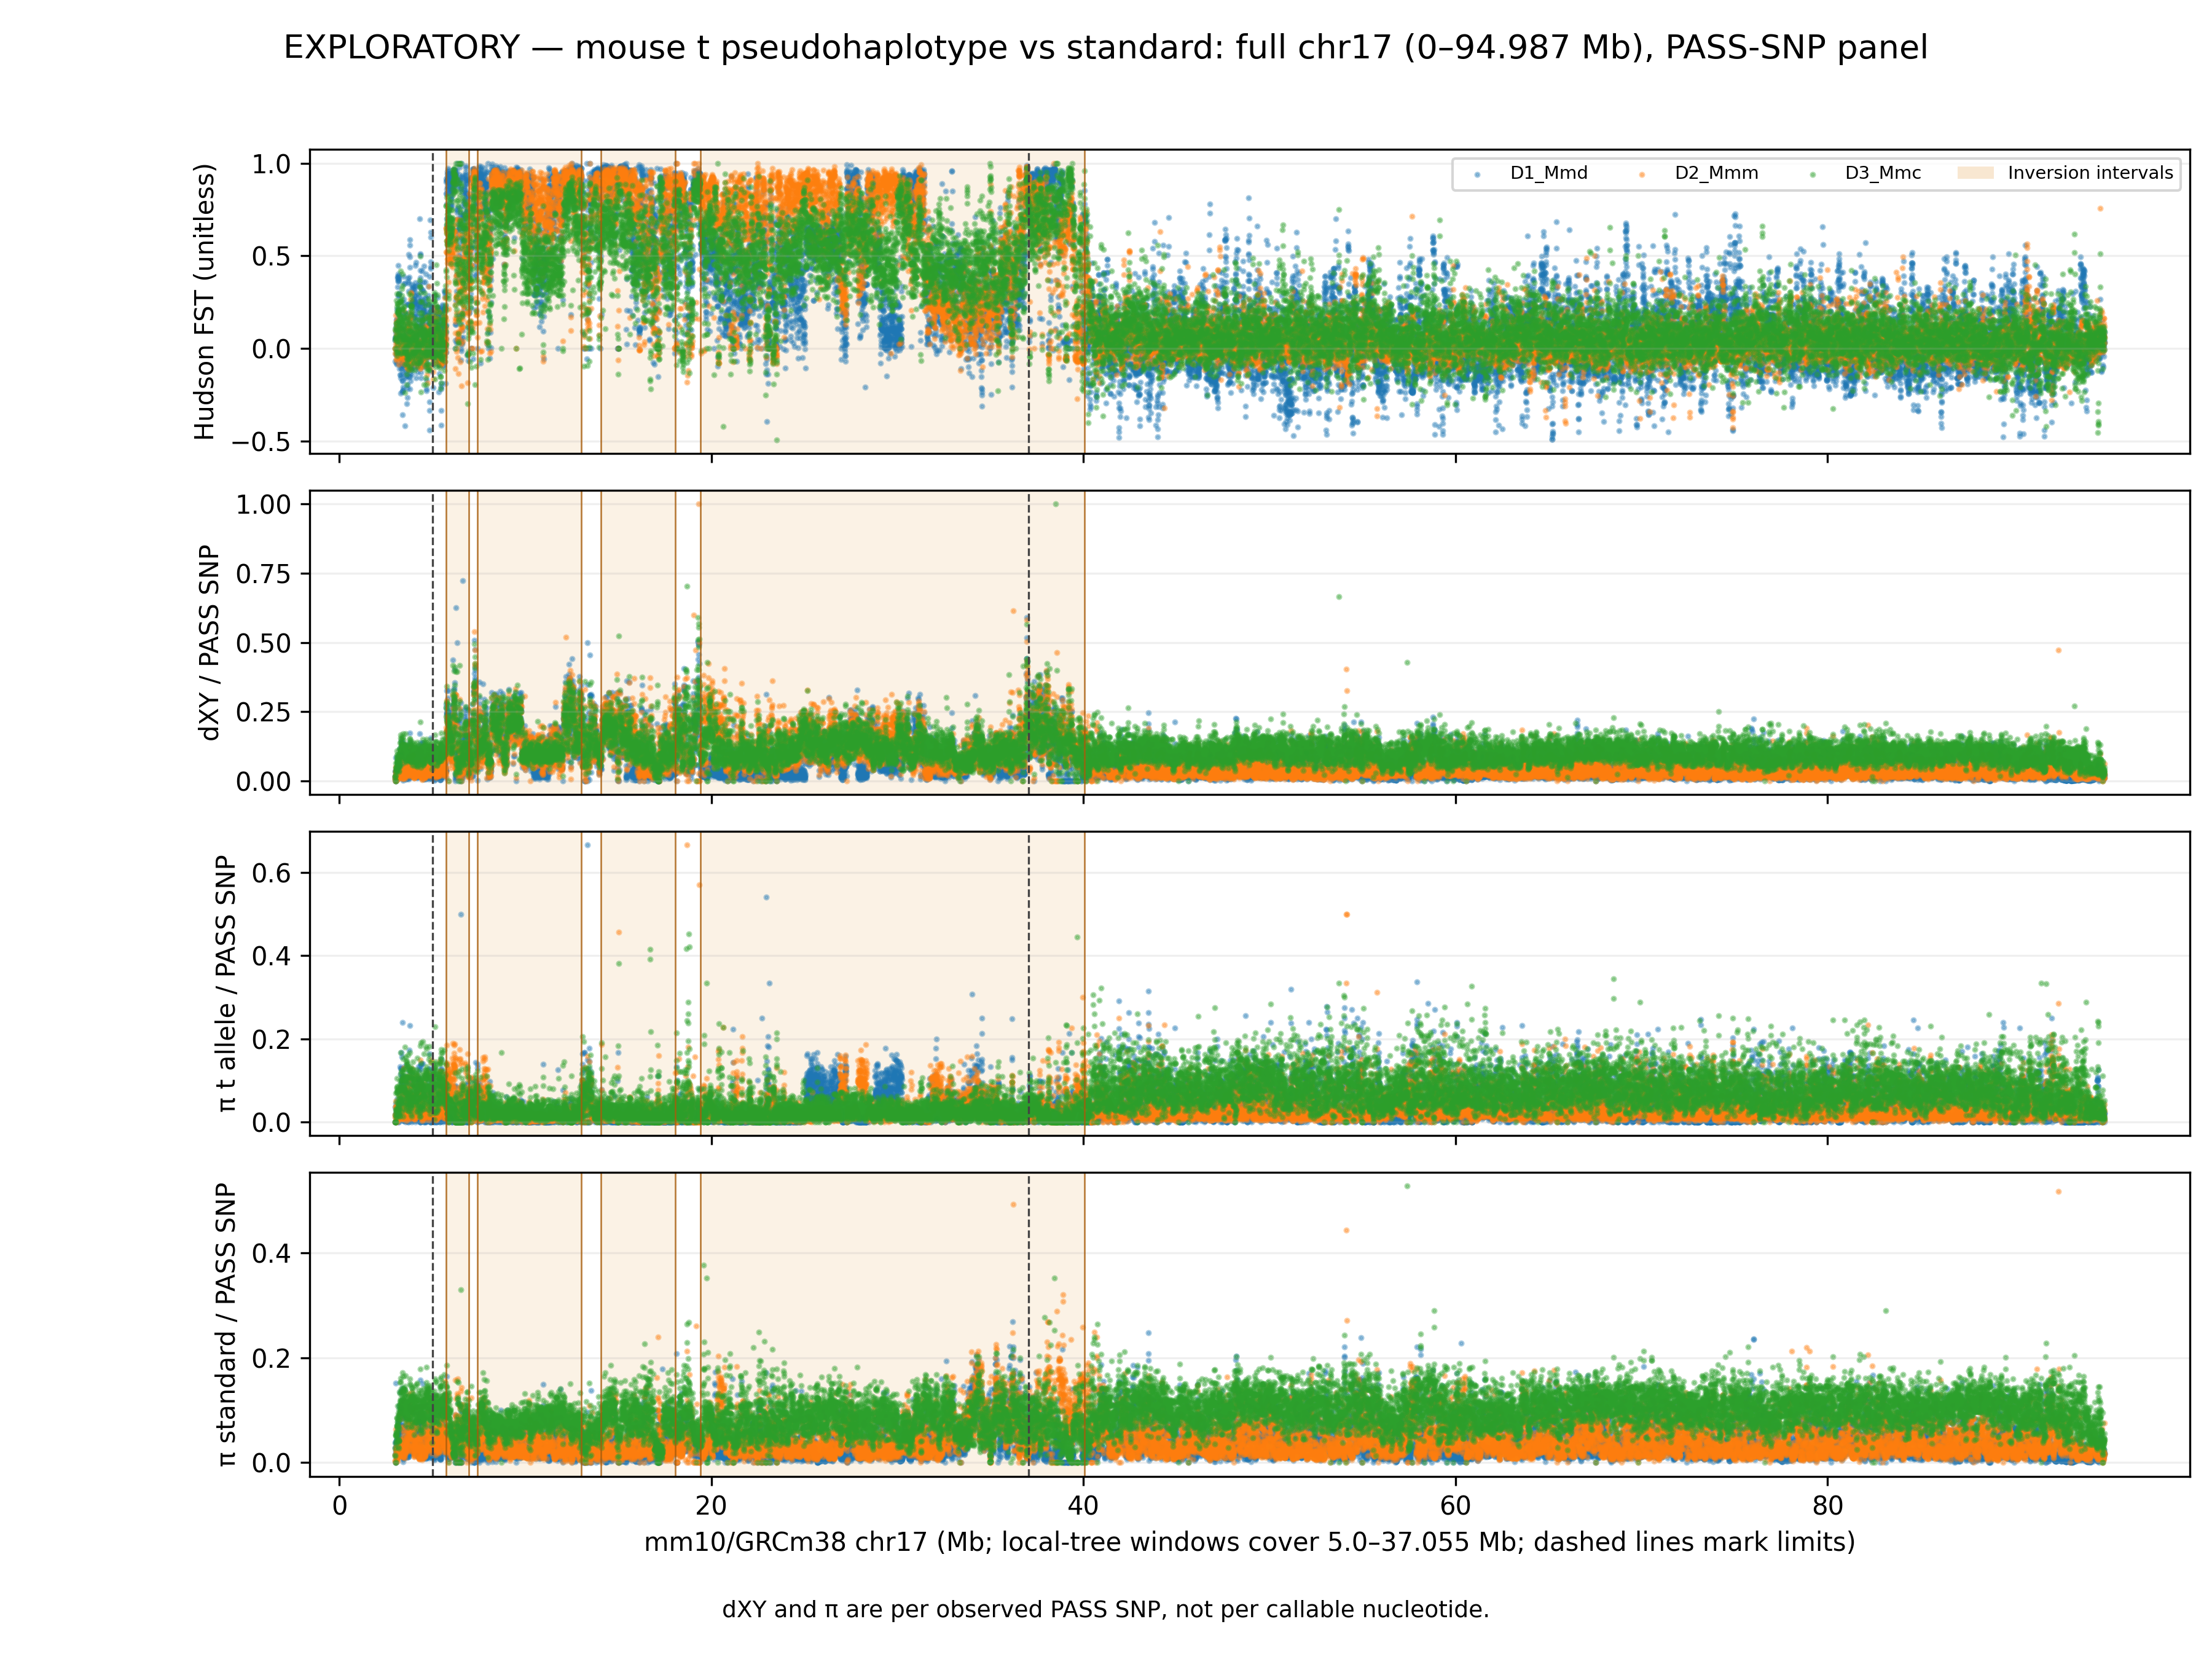 EXPLORATORY — mouse t pseudohaplotype vs standard: full chr17 (0–94.987 Mb), PASS-SNP panel
Hudson FST (unitless)
1.0
0.5
0.0
−0.5
D1_Mmd
D2_Mmm
D3_Mmc
Inversion intervals
dXY / PASS SNP
1.00
0.75
0.50
0.25
0.00
π t allele / PASS SNP
0.6
0.4
0.2
0.0
π standard / PASS SNP
0.4
0.2
0.0
0
20
40
60
80
mm10/GRCm38 chr17 (Mb; local-tree windows cover 5.0–37.055 Mb; dashed lines mark limits)
dXY and π are per observed PASS SNP, not per callable nucleotide.